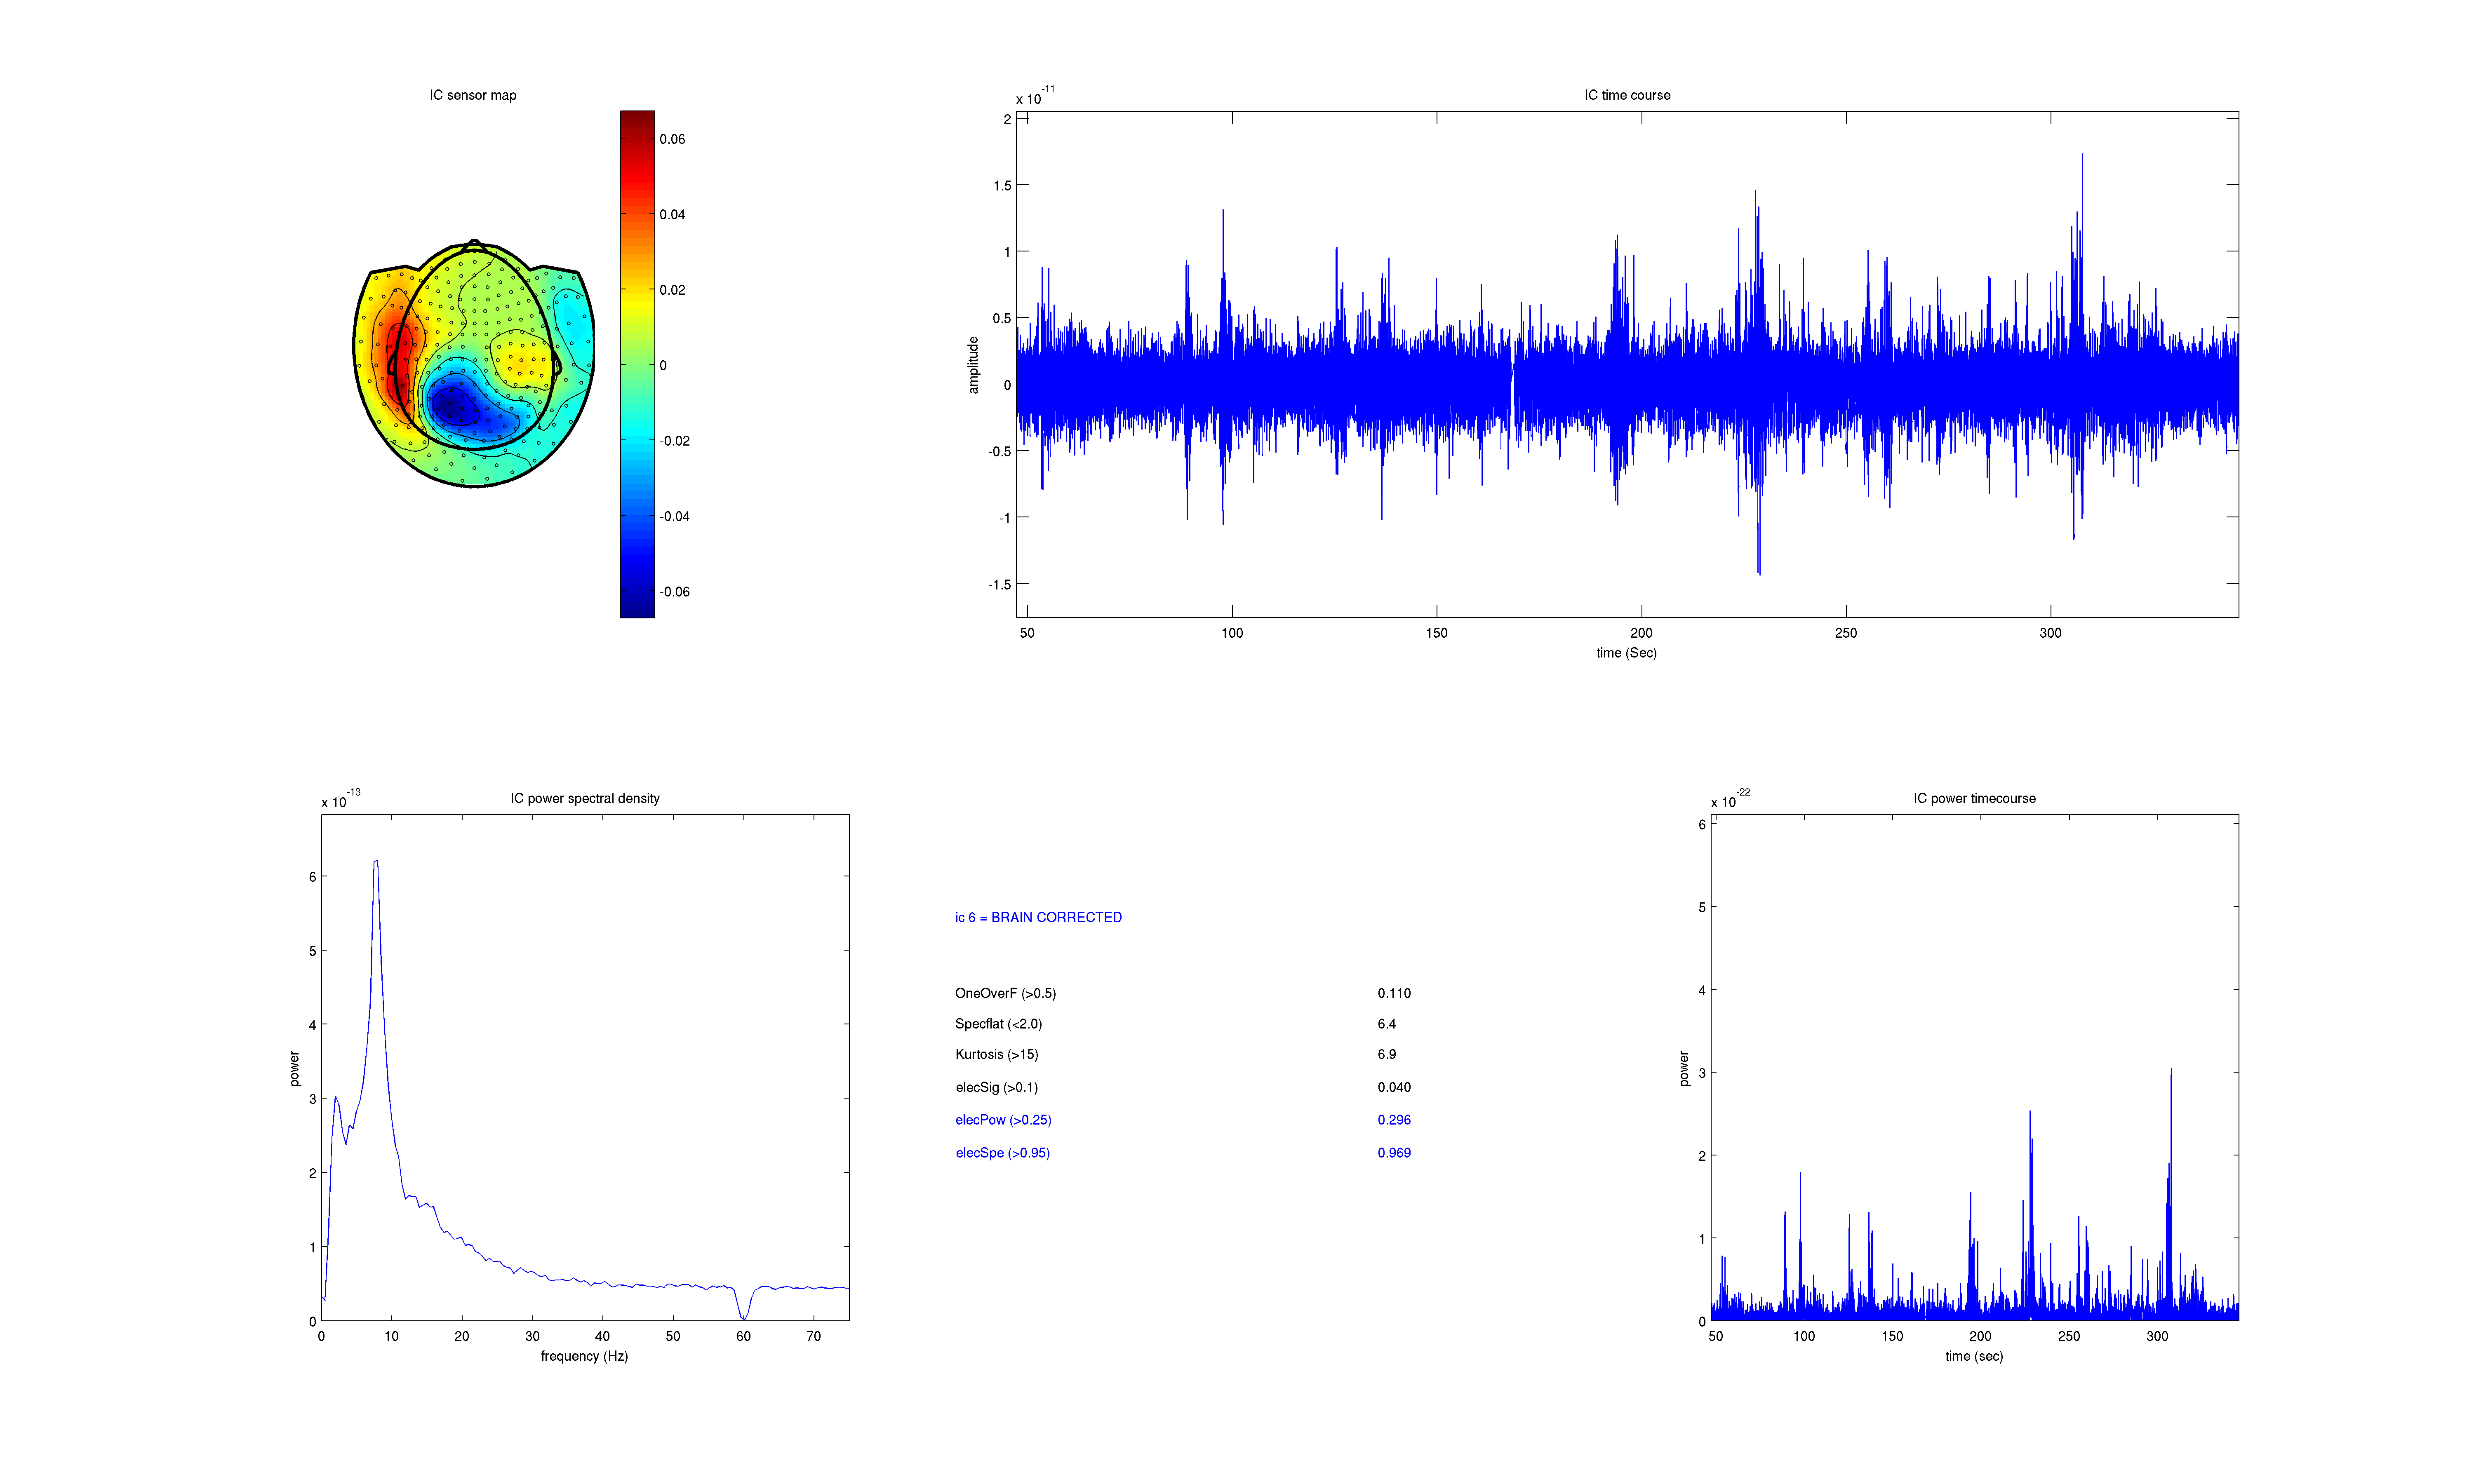 IC sensor map
0.06
0.04
0.02
0
-0.02
-0.04
-0.06
IC time course
x 10^-11
2
1.5
1
0.5
0
-0.5
-1
-1.5
amplitude
50 100 150 200 250 300
time (Sec)
IC power spectral density
x 10^-13
6
5
4
3
2
1
0
power
0 10 20 30 40 50 60 70
frequency (Hz)
ic 6 = BRAIN CORRECTED
OneOverF (>0.5) 0.110
Specflat (<2.0) 6.4
Kurtosis (>15) 6.9
elecSig (>0.1) 0.040
elecPow (>0.25) 0.296
elecSpe (>0.95) 0.969
IC power timecourse
x 10^-22
6
5
4
3
2
1
0
power
50 100 150 200 250 300
time (sec)